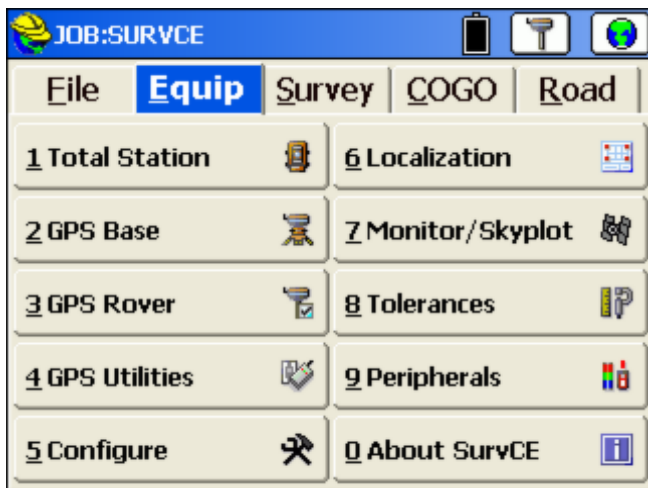 JOB:SURVCE
File Equip Survey COGO Road
1 Total Station
2 GPS Base
3 GPS Rover
4 GPS Utilities
5 Configure
6 Localization
7 Monitor/Skyplot
8 Tolerances
9 Peripherals
0 About SurvCE